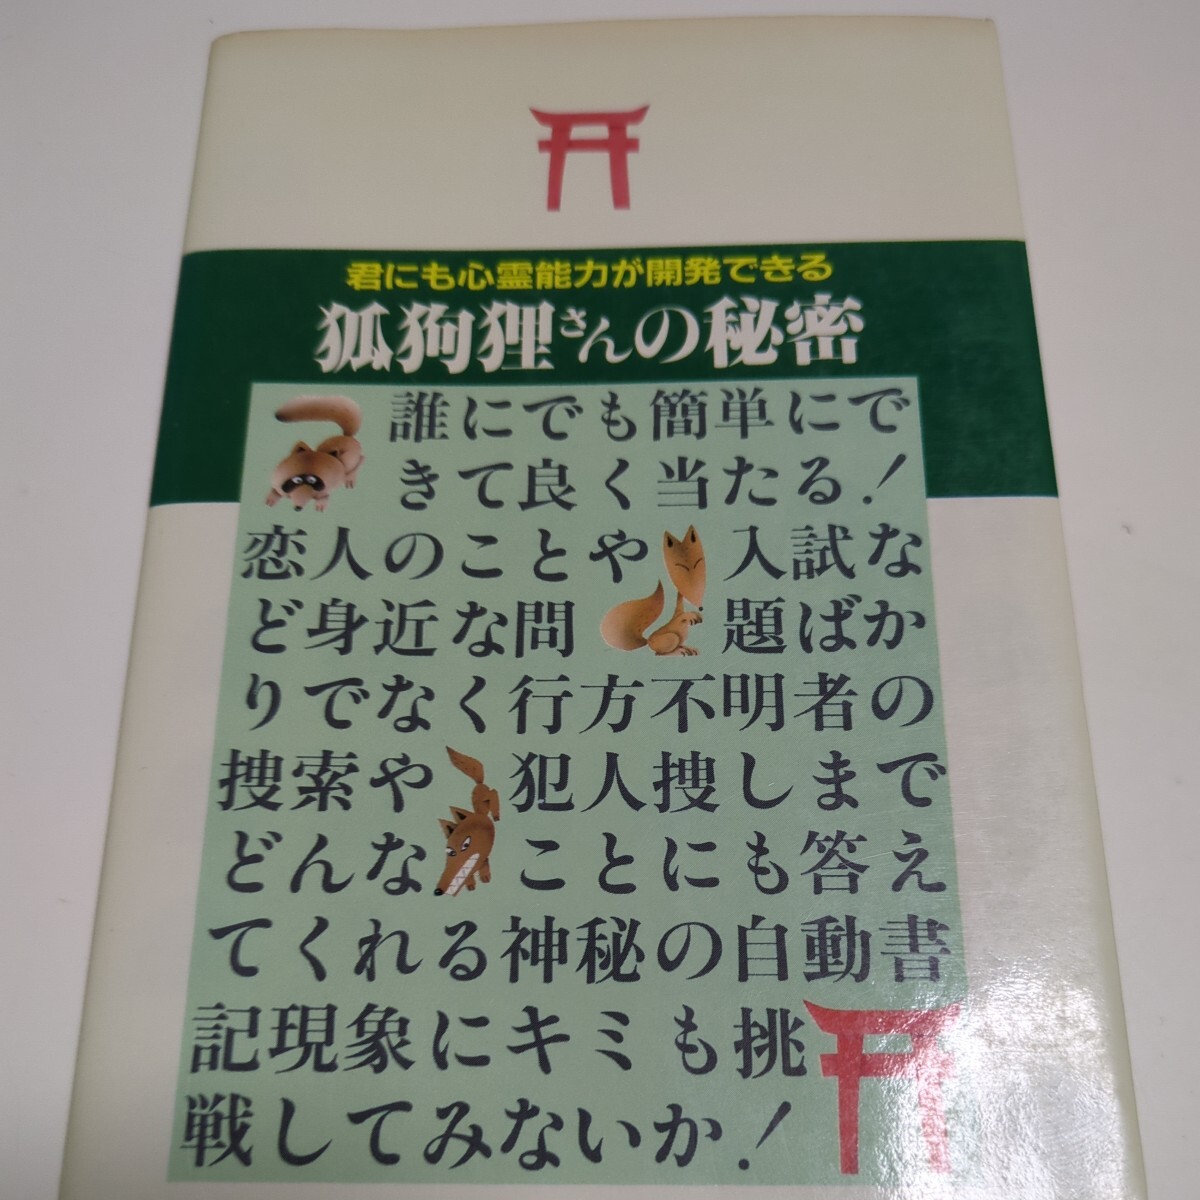 君にも心霊能力が開発できる
狐狗狸さんの秘密
誰にでも簡単にで
きて良く当たる！
恋人のことや入試な
ど身近な問題ばか
りでなく行方不明者の
捜索や犯人捜しまで
どんなことにも答え
てくれる神秘の自動書
記現象にキミも挑
戦してみないか！